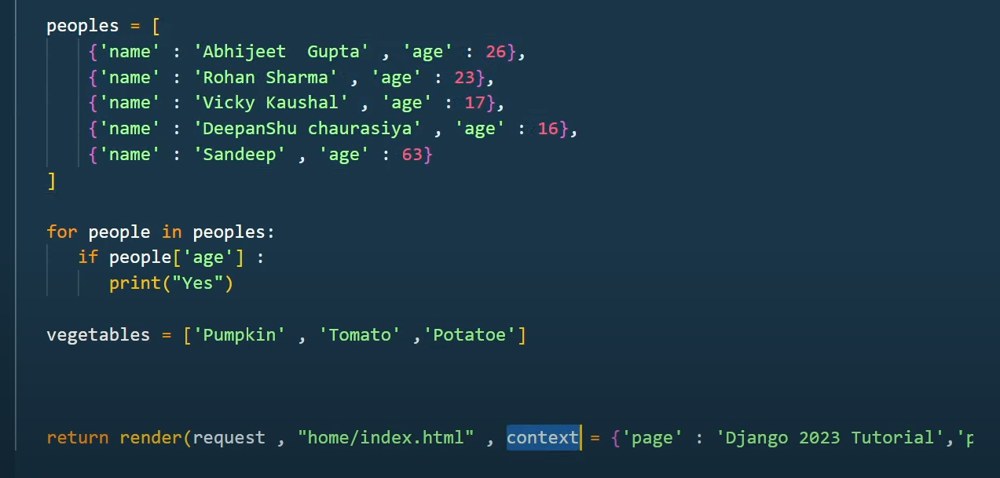 peoples = [
{'name' : 'Abhijeet  Gupta' , 'age' : 26},
{'name' : 'Rohan Sharma' , 'age' : 23},
{'name' : 'Vicky Kaushal' , 'age' : 17},
{'name' : 'DeepanShu chaurasiya' , 'age' : 16},
{'name' : 'Sandeep' , 'age' : 63}
]
for people in peoples:
if people['age'] :
print("Yes")
vegetables = ['Pumpkin' , 'Tomato' ,'Potatoe']
return render(request , "home/index.html" , context = {'page' : 'Django 2023 Tutorial','p